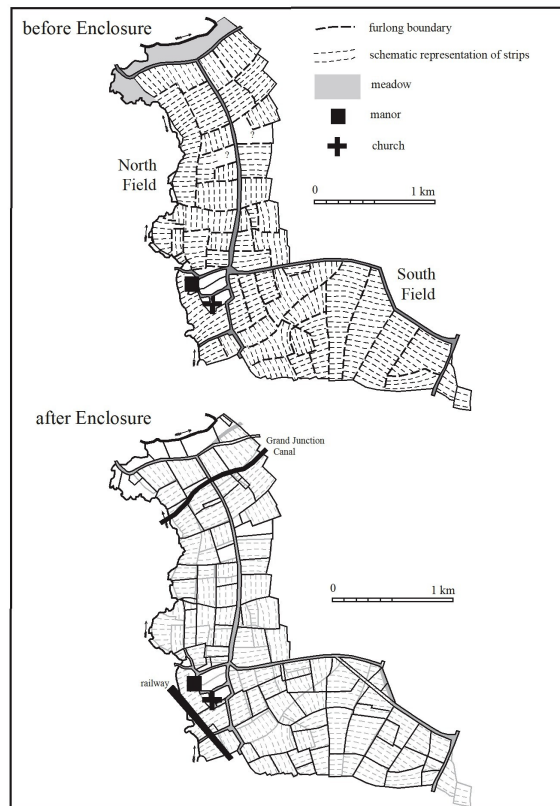 before Enclosure
furlong boundary
schematic representation of strips
meadow
manor
church
0 1 km
North
Field
?
?
South
Field
after Enclosure
Grand Junction
Canal
0 1 km
railway